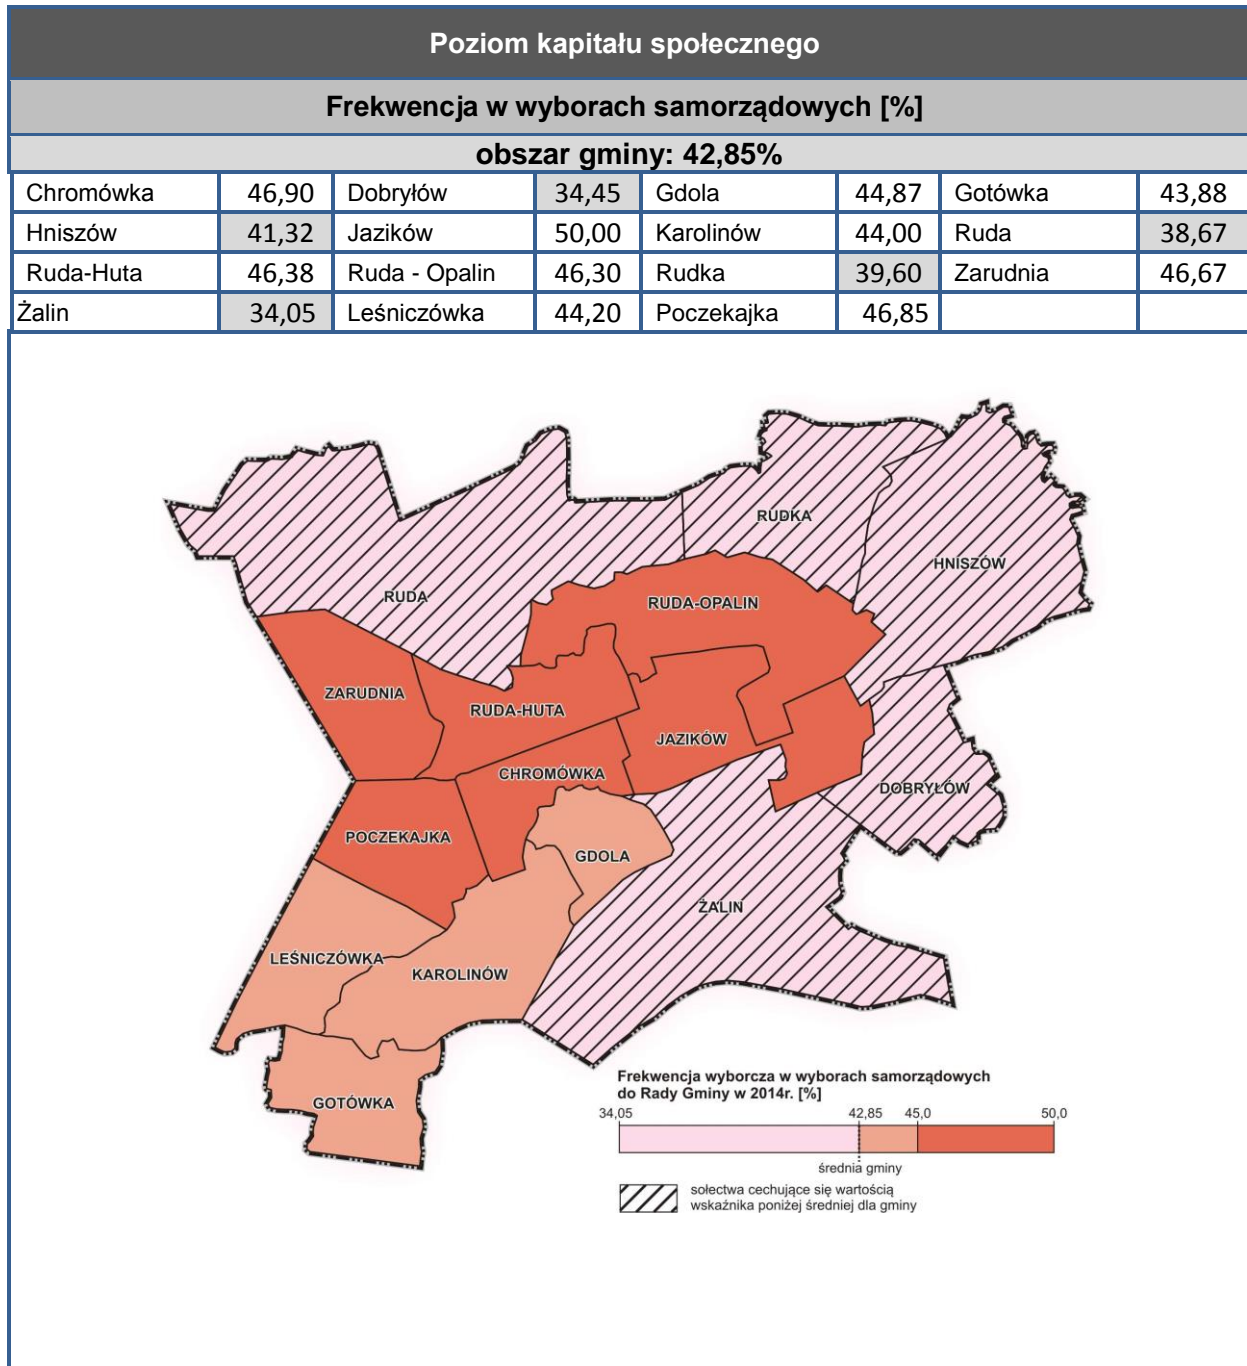 Poziom kapitału społecznego
Frekwencja w wyborach samorządowych [%]
obszar gminy: 42,85%
Chromówka 46,90 Dobryłów 34,45 Gdola 44,87 Gotówka 43,88
Hniszów 41,32 Jazików 50,00 Karolinów 44,00 Ruda 38,67
Ruda-Huta 46,38 Ruda - Opalin 46,30 Rudka 39,60 Zarudnia 46,67
Żalin 34,05 Leśniczówka 44,20 Poczekajka 46,85
RUDKA
HNISZÓW
RUDA
RUDA-OPALIN
ZARUDNIA
RUDA-HUTA
JAZIKÓW
CHROMÓWKA
DOBRYŁÓW
POCZEKAJKA
GDOLA
ŻALIN
LEŚNICZÓWKA
KAROLINÓW
GOTÓWKA
Frekwencja wyborcza w wyborach samorządowych
do Rady Gminy w 2014r. [%]
34,05 42,85 45,0 50,0
średnia gminy
sołectwa cechujące się wartością
wskaźnika poniżej średniej dla gminy